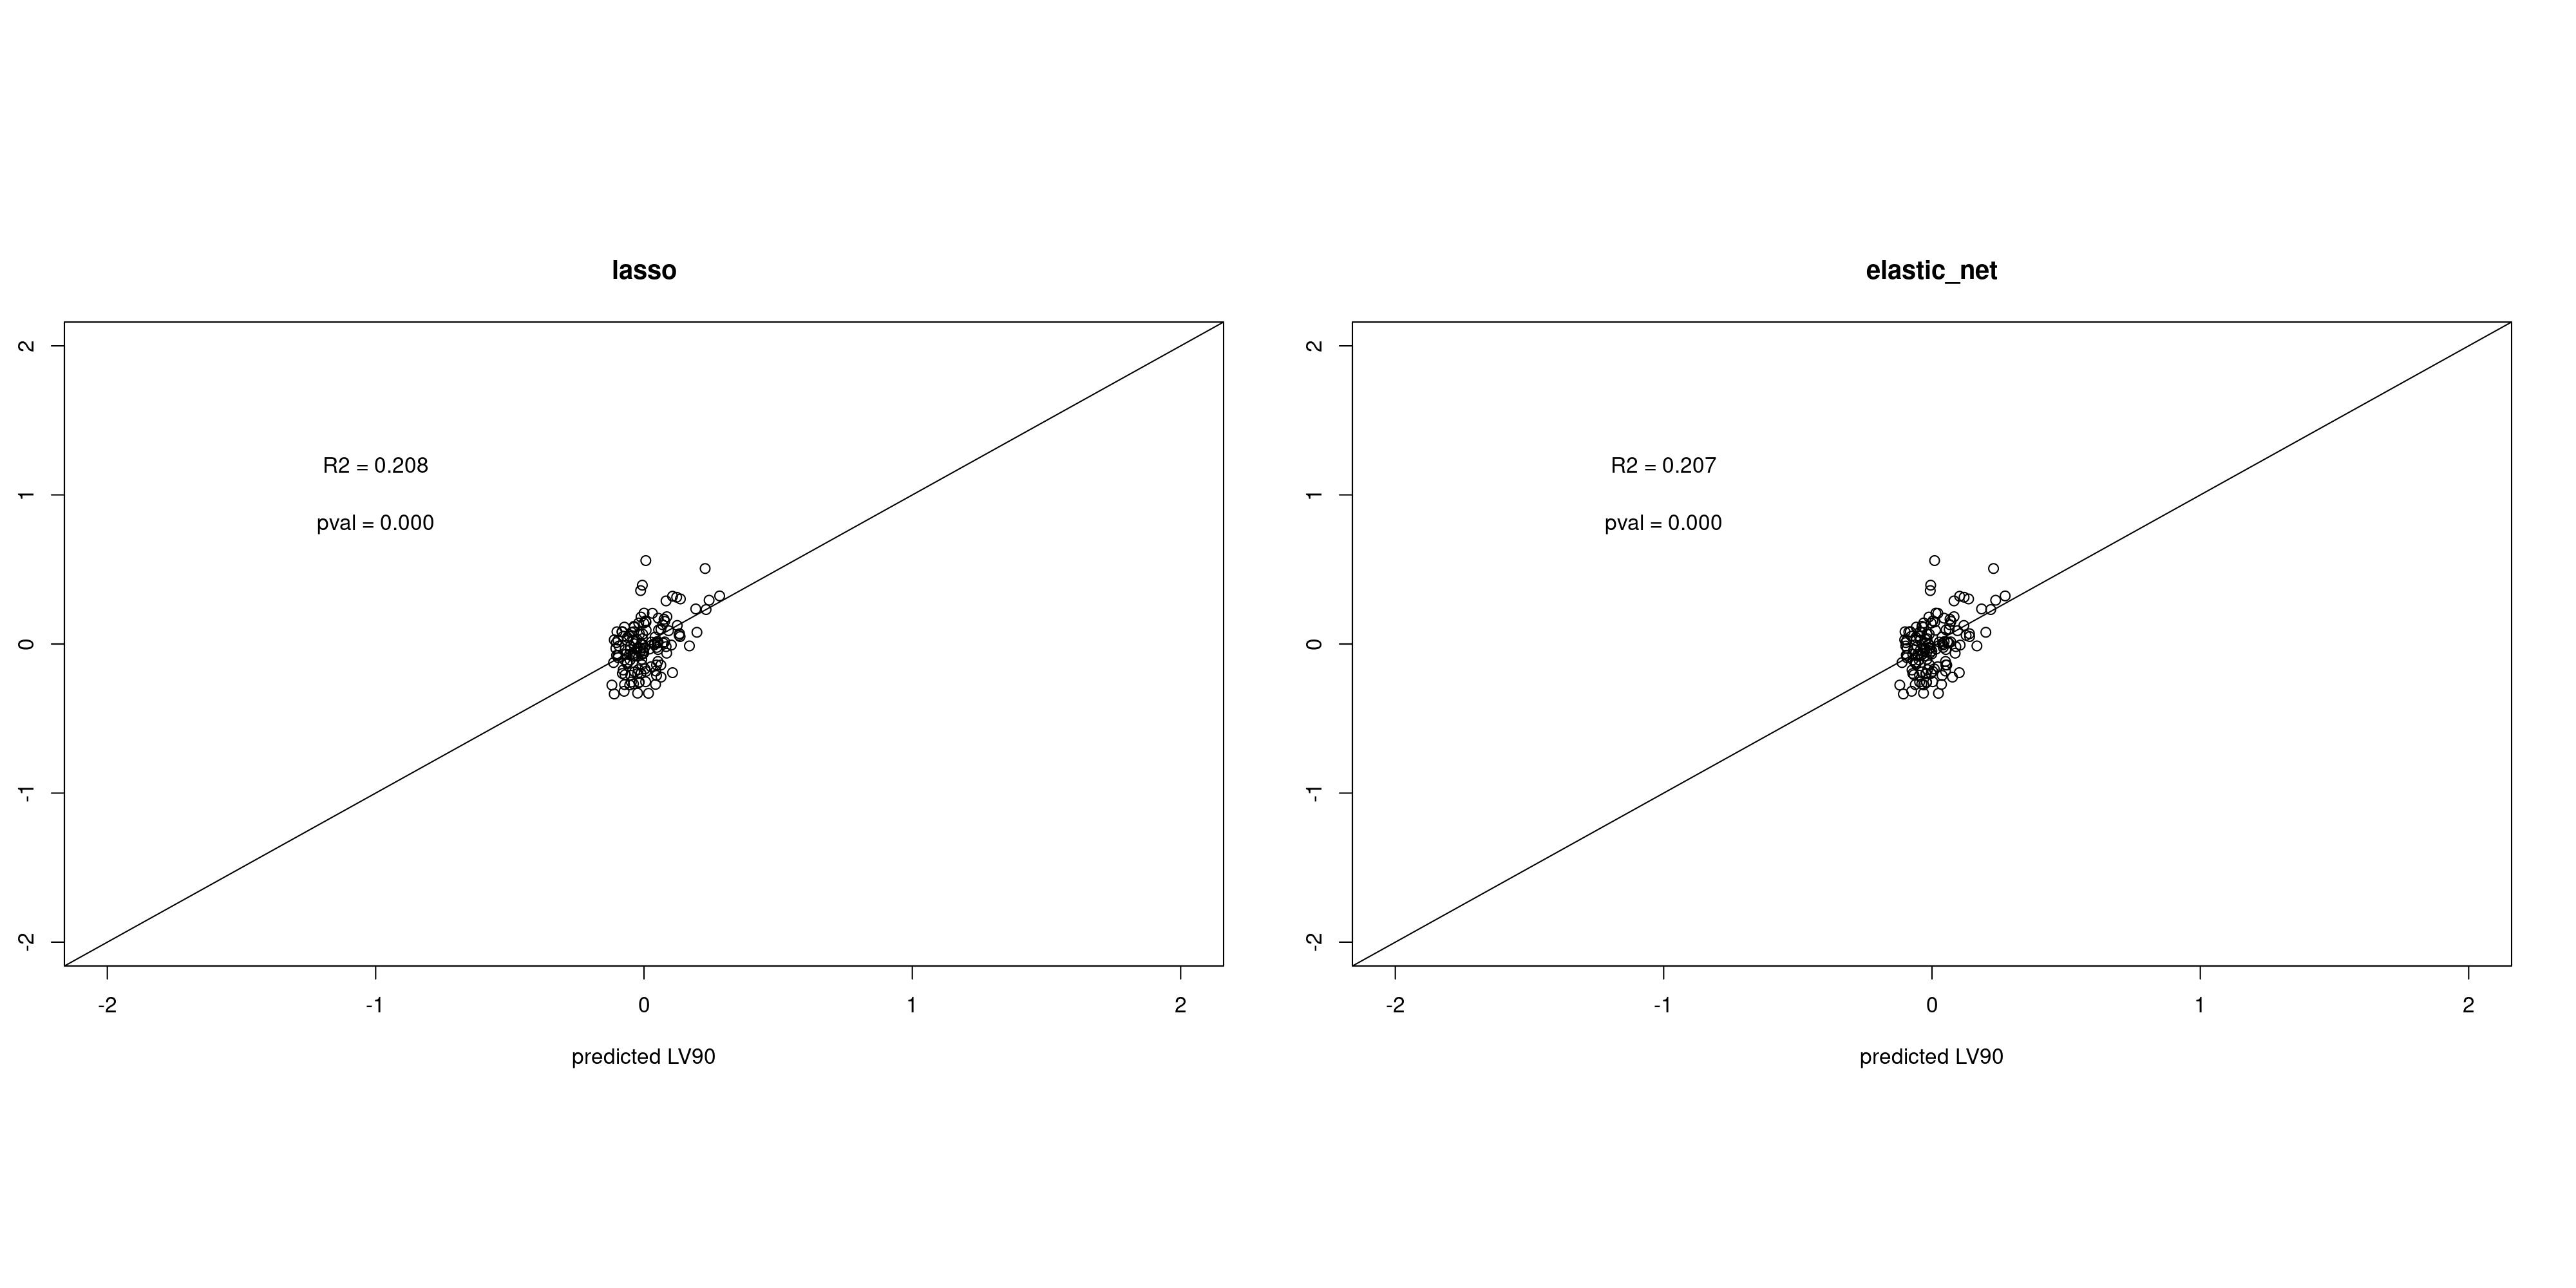 lasso
2
1
0
-1
-2
R2 = 0.208
pval = 0.000
-2
-1
0
1
2
predicted LV90
elastic_net
2
1
0
-1
-2
R2 = 0.207
pval = 0.000
-2
-1
0
1
2
predicted LV90